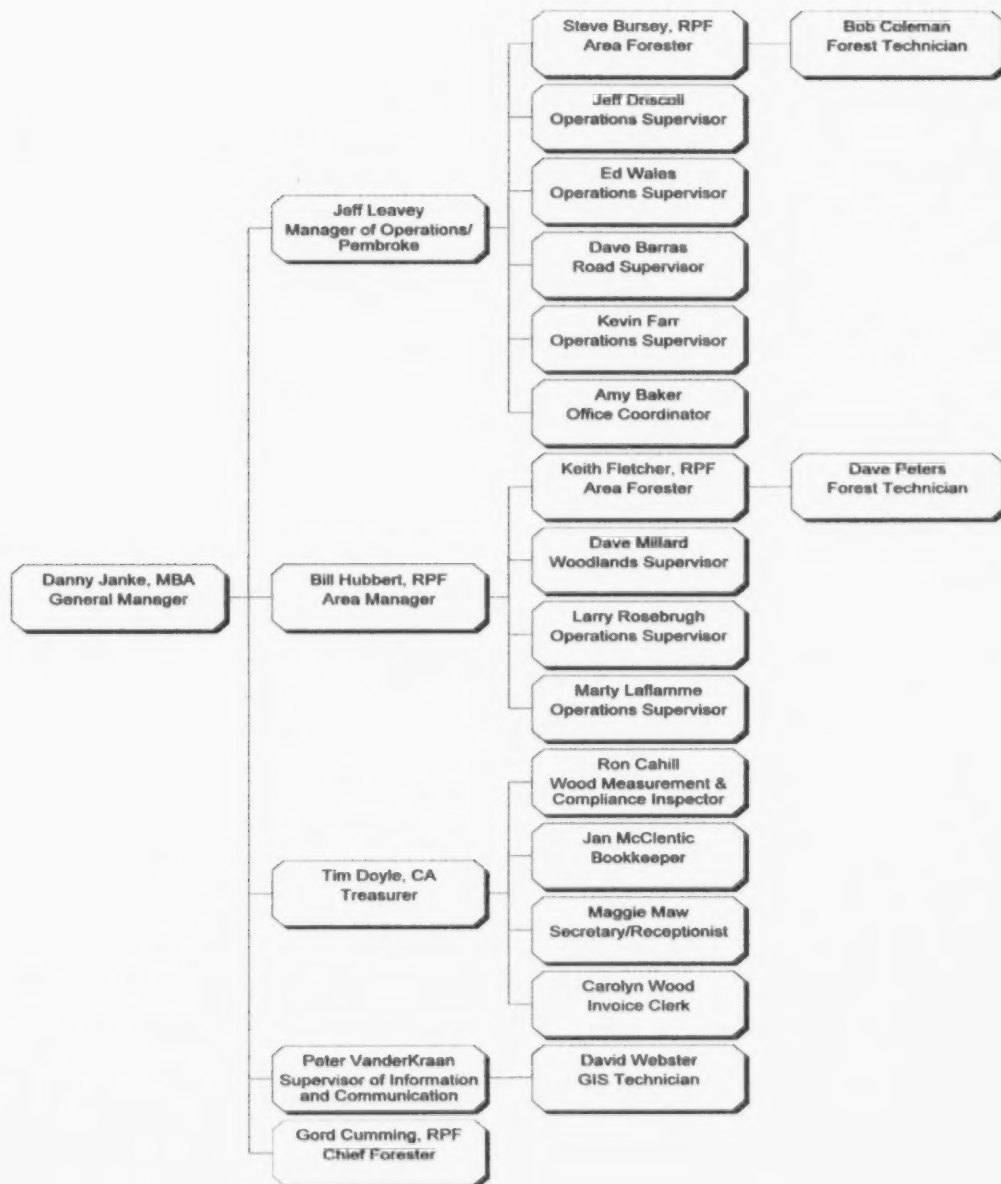 Steve Bursey, RPF
Area Forester
Bob Coleman
Forest Technician
Jeff Driscoll
Operations Supervisor
Ed Wales
Operations Supervisor
Jeff Leavey
Manager of Operations/
Pembroke
Dave Barras
Road Supervisor
Kevin Farr
Operations Supervisor
Amy Baker
Office Coordinator
Keith Fletcher, RPF
Area Forester
Dave Peters
Forest Technician
Dave Millard
Woodlands Supervisor
Danny Janke, MBA
General Manager
Bill Hubbert, RPF
Area Manager
Larry Rosebrugh
Operations Supervisor
Marty Laflamme
Operations Supervisor
Ron Cahill
Wood Measurement &
Compliance Inspector
Jan McClentic
Bookkeeper
Tim Doyle, CA
Treasurer
Maggie Maw
Secretary/Receptionist
Carolyn Wood
Invoice Clerk
Peter VanderKraan
Supervisor of Information
and Communication
David Webster
GIS Technician
Gord Cumming, RPF
Chief Forester